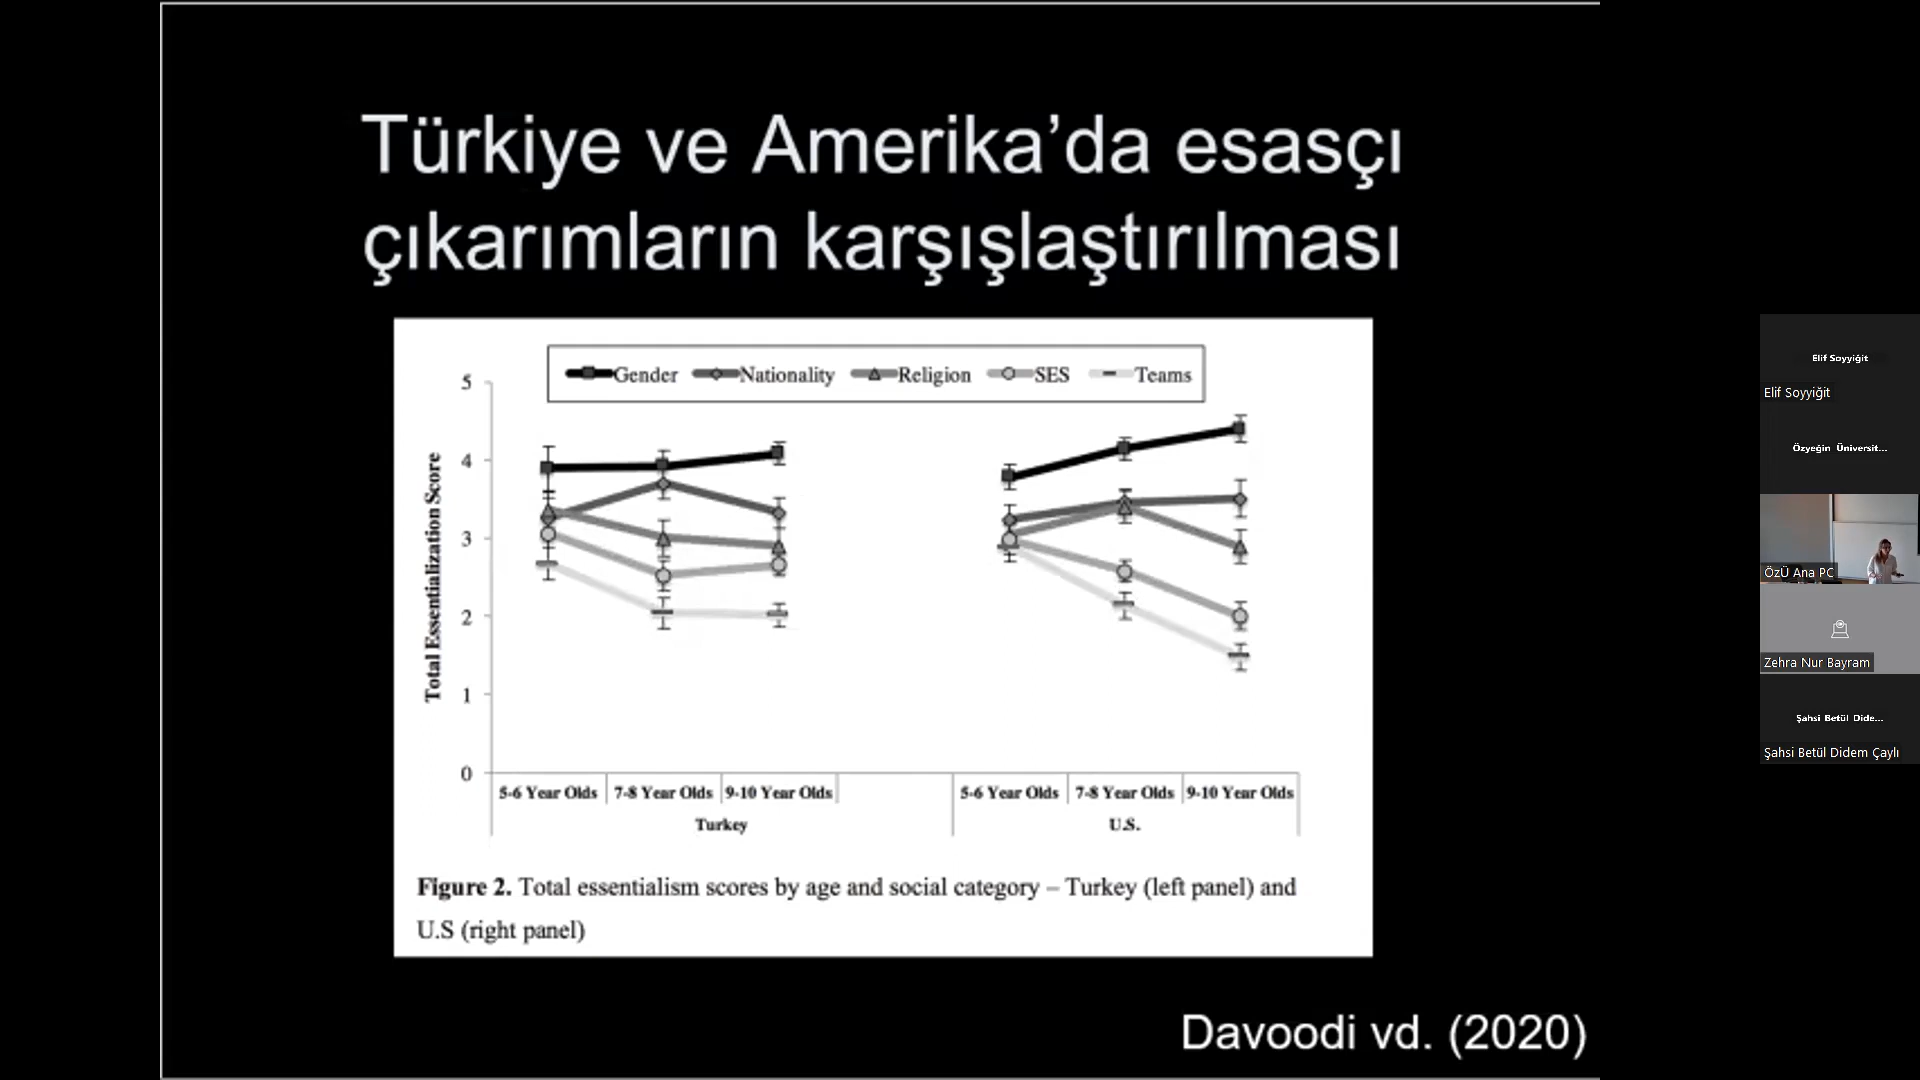 Türkiye ve Amerika’da esasçı
çıkarımların karşışlaştırılması
Gender Nationality Religion SES Teams
5
4
3
2
1
0
Total Essentialization Score
5-6 Year Olds 7-8 Year Olds 9-10 Year Olds 5-6 Year Olds 7-8 Year Olds 9-10 Year Olds
Turkey U.S.
Figure 2. Total essentialism scores by age and social category – Turkey (left panel) and
U.S (right panel)
Davoodi vd. (2020)
Elif Soyyiğit
Elif Soyyiğit
Özyeğin Üniversit...
ÖzÜ Ana PC
Zehra Nur Bayram
Şahsi Betül Dide...
Şahsi Betül Didem Çaylı